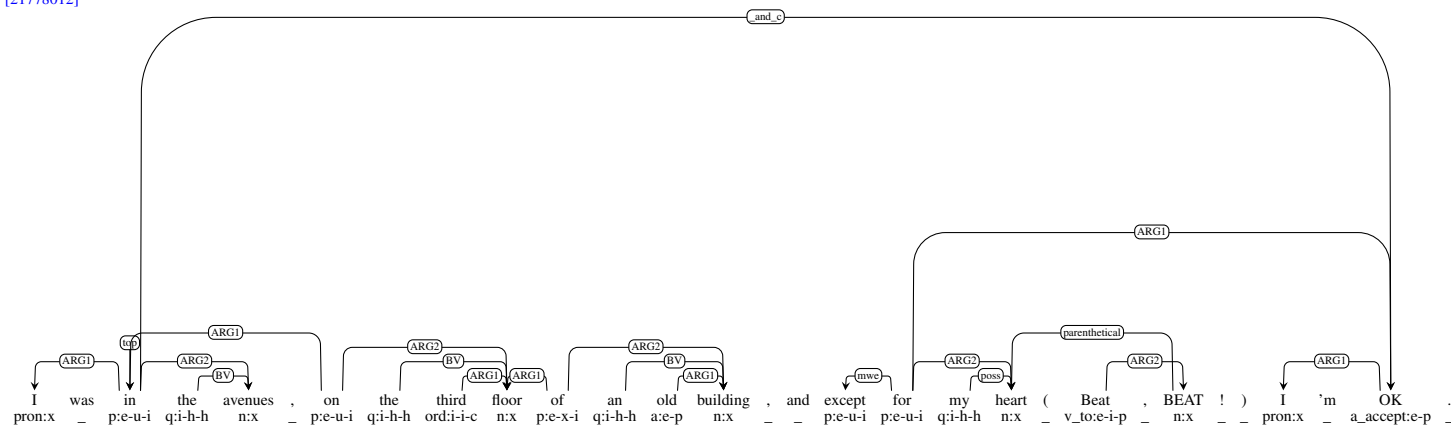 [21778012]
_and_c
ARG1
top ARG1 parenthetical
ARG2 ARG2
ARG1 ARG2 BV BV mwe ARG2 ARG2 ARG1
BV ARG1 ARG1 ARG1 poss
I was in the avenues , on the third floor of an old building , and except for my heart ( Beat , BEAT ! ) I 'm OK .
pron:x _ p:e-u-i q:i-h-h n:x _ p:e-u-i q:i-h-h ord:i-i-c n:x p:e-x-i q:i-h-h a:e-p n:x _ _ p:e-u-i p:e-u-i q:i-h-h n:x _ v_to:e-i-p _ n:x _ _ pron:x _ a_accept:e-p _